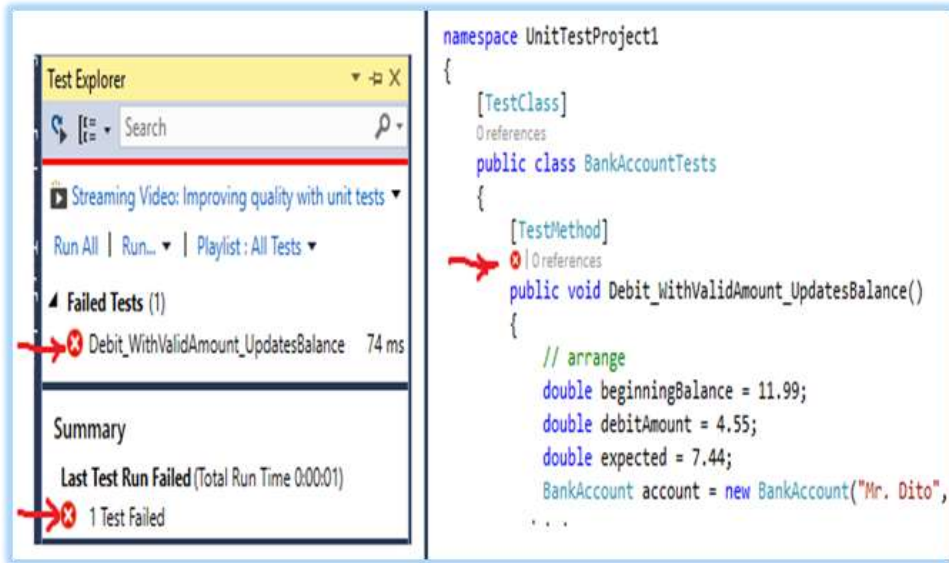 Test Explorer
Search
Streaming Video: Improving quality with unit tests
Run All | Run... | Playlist : All Tests
Failed Tests (1)
Debit_WithValidAmount_UpdatesBalance 74 ms
Summary
Last Test Run Failed (Total Run Time 0:00:01)
1 Test Failed
namespace UnitTestProject1
{
[TestClass]
0 references
public class BankAccountTests
{
[TestMethod]
| 0 references
public void Debit_WithValidAmount_UpdatesBalance()
{
// arrange
double beginningBalance = 11.99;
double debitAmount = 4.55;
double expected = 7.44;
BankAccount account = new BankAccount("Mr. Dito",
. . .